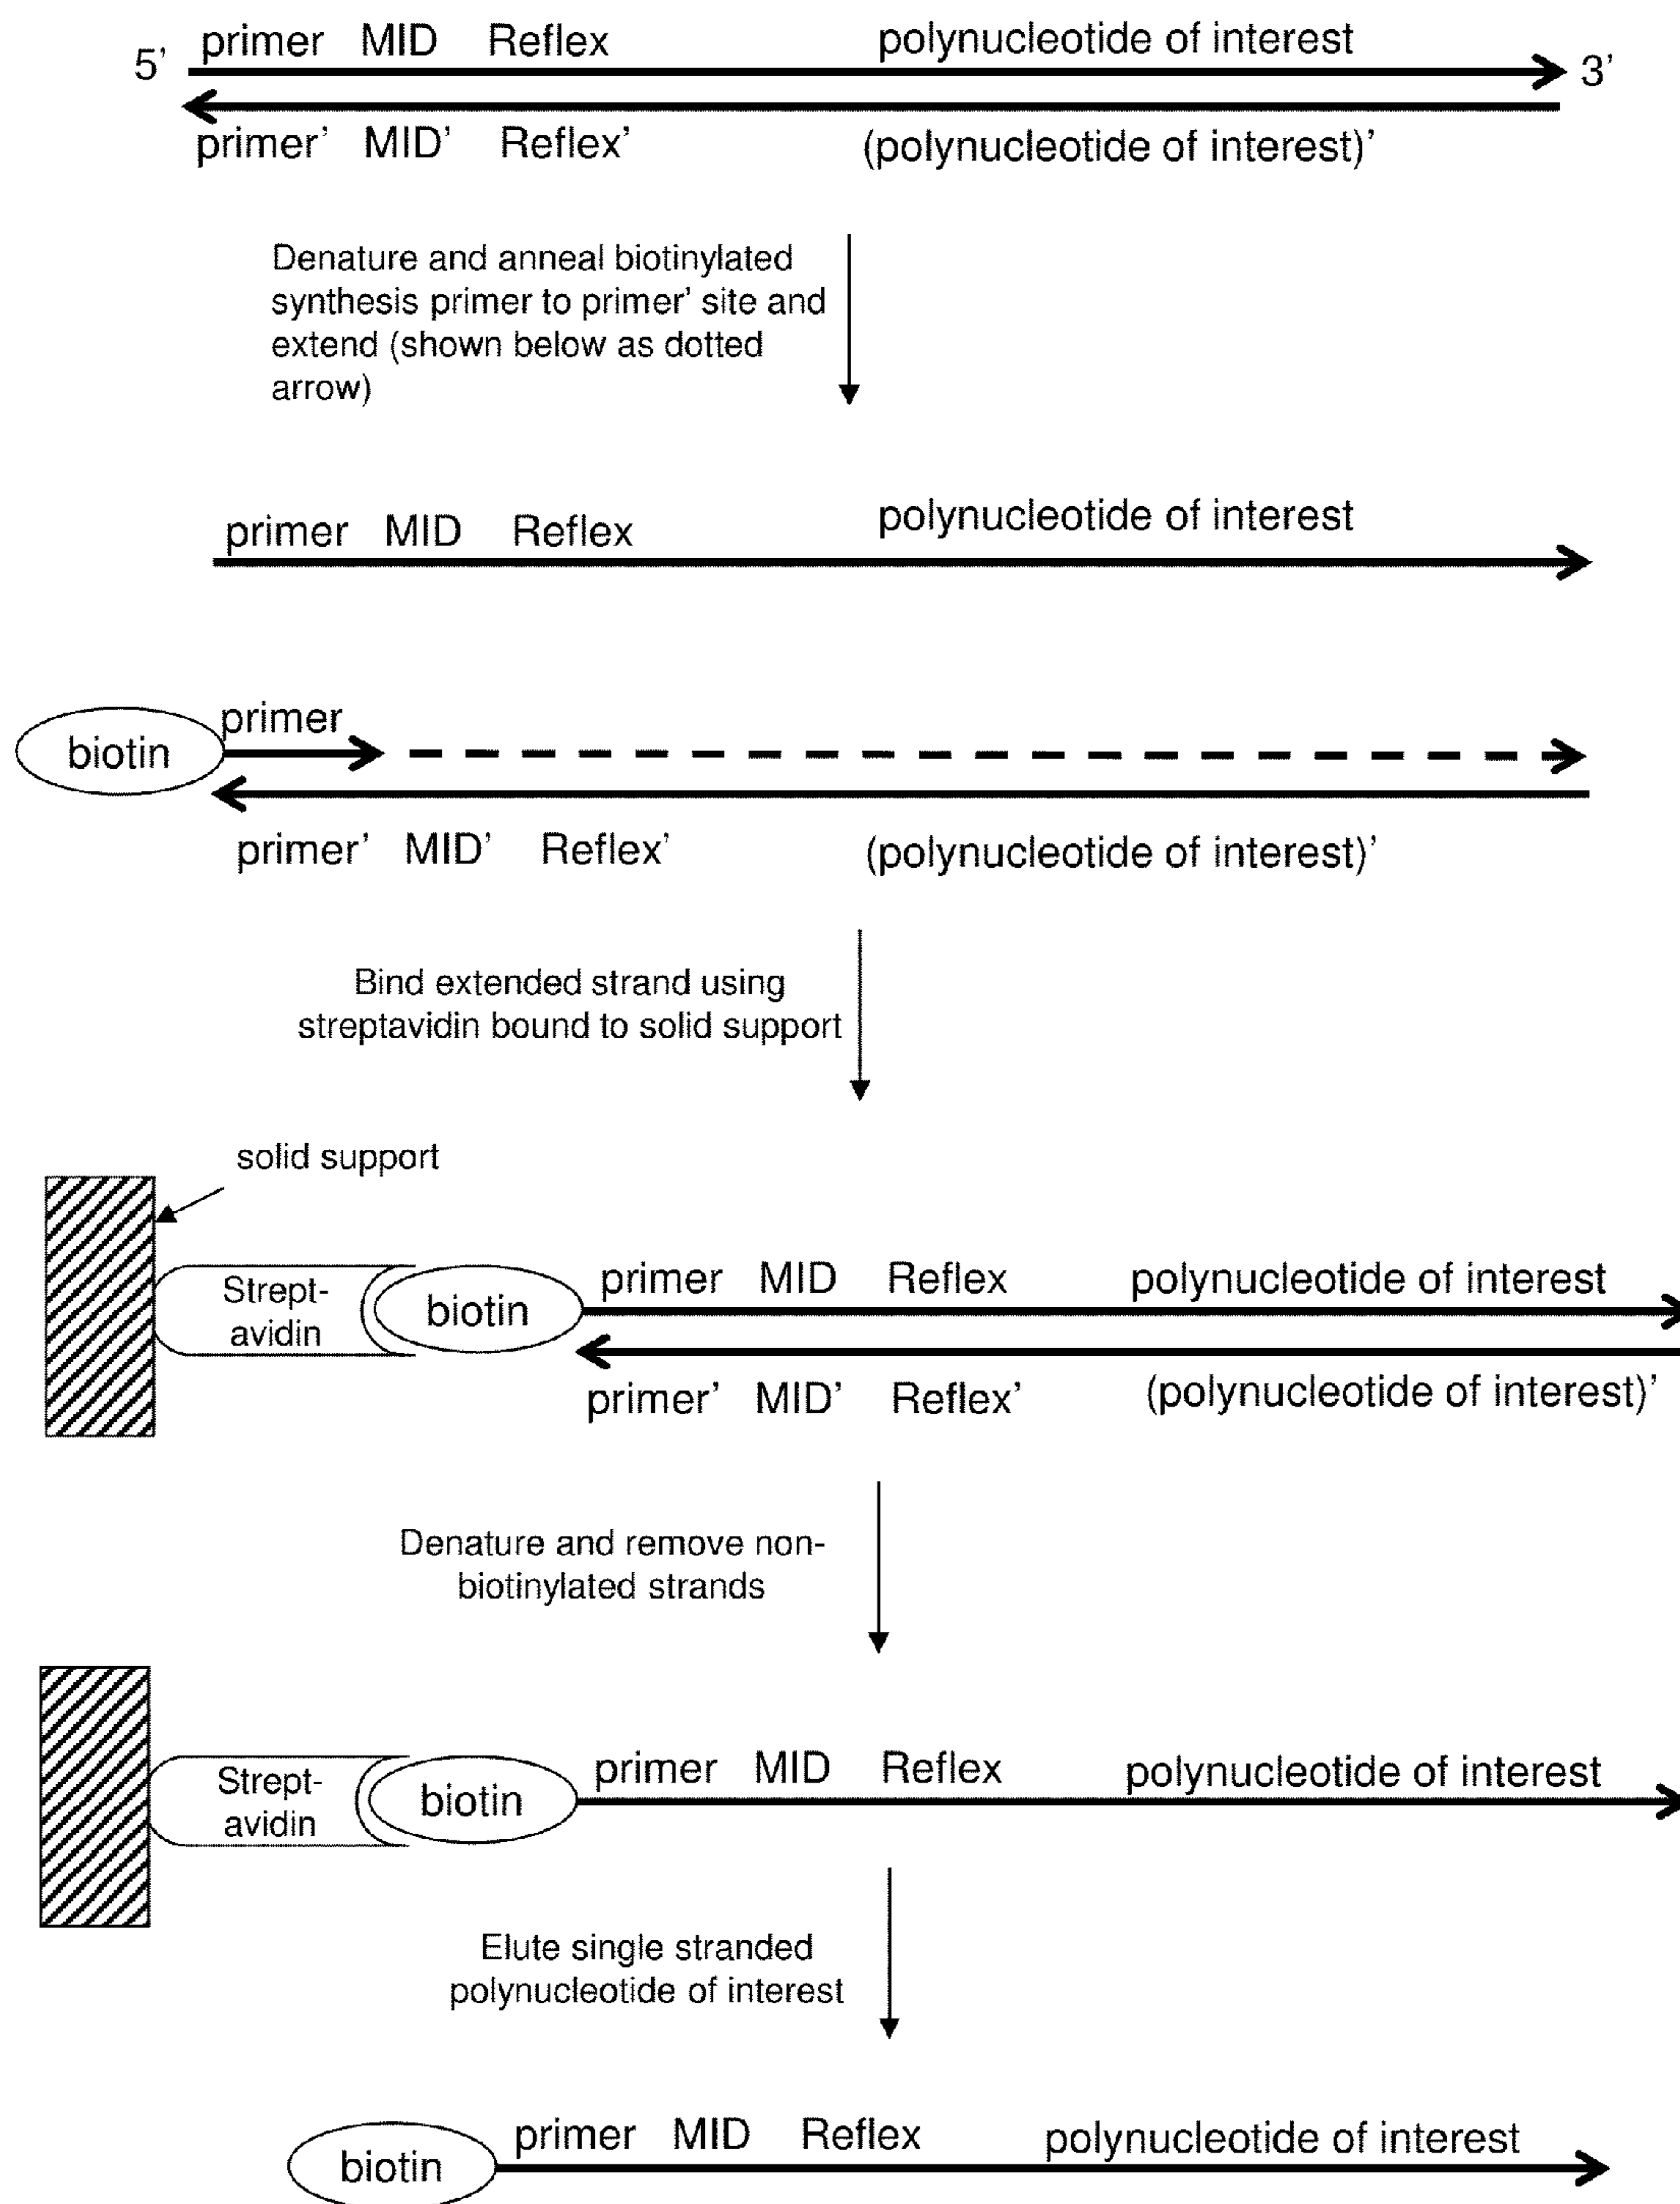 primer MID Reflex polynucleotide of interest
5’ 3’
primer’ MID’ Reflex’ (polynucleotide of interest)’
Denature and anneal biotinylated
synthesis primer to primer’ site and
extend (shown below as dotted
arrow)
primer MID Reflex polynucleotide of interest
primer
biotin
primer’ MID’ Reflex’ (polynucleotide of interest)’
Bind extended strand using
streptavidin bound to solid support
solid support
primer MID Reflex polynucleotide of interest
Strept-
avidin
biotin
primer’ MID’ Reflex’ (polynucleotide of interest)’
Denature and remove non-
biotinylated strands
primer MID Reflex polynucleotide of interest
Strept-
avidin
biotin
Elute single stranded
polynucleotide of interest
primer MID Reflex polynucleotide of interest
biotin